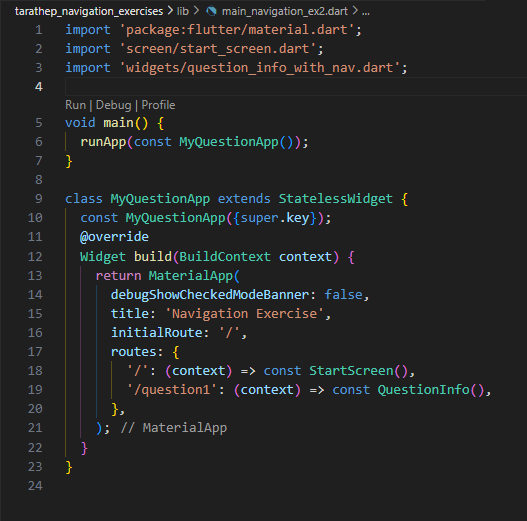 tarathep_navigation_exercises > lib > main_navigation_ex2.dart > ...
1 import 'package:flutter/material.dart';
2 import 'screen/start_screen.dart';
3 import 'widgets/question_info_with_nav.dart';
4
Run | Debug | Profile
5 void main() {
6   runApp(const MyQuestionApp());
7 }
8
9 class MyQuestionApp extends StatelessWidget {
10   const MyQuestionApp({super.key});
11   @override
12   Widget build(BuildContext context) {
13     return MaterialApp(
14       debugShowCheckedModeBanner: false,
15       title: 'Navigation Exercise',
16       initialRoute: '/',
17       routes: {
18         '/': (context) => const StartScreen(),
19         '/question1': (context) => const QuestionInfo(),
20       },
21     ); // MaterialApp
22   }
23 }
24